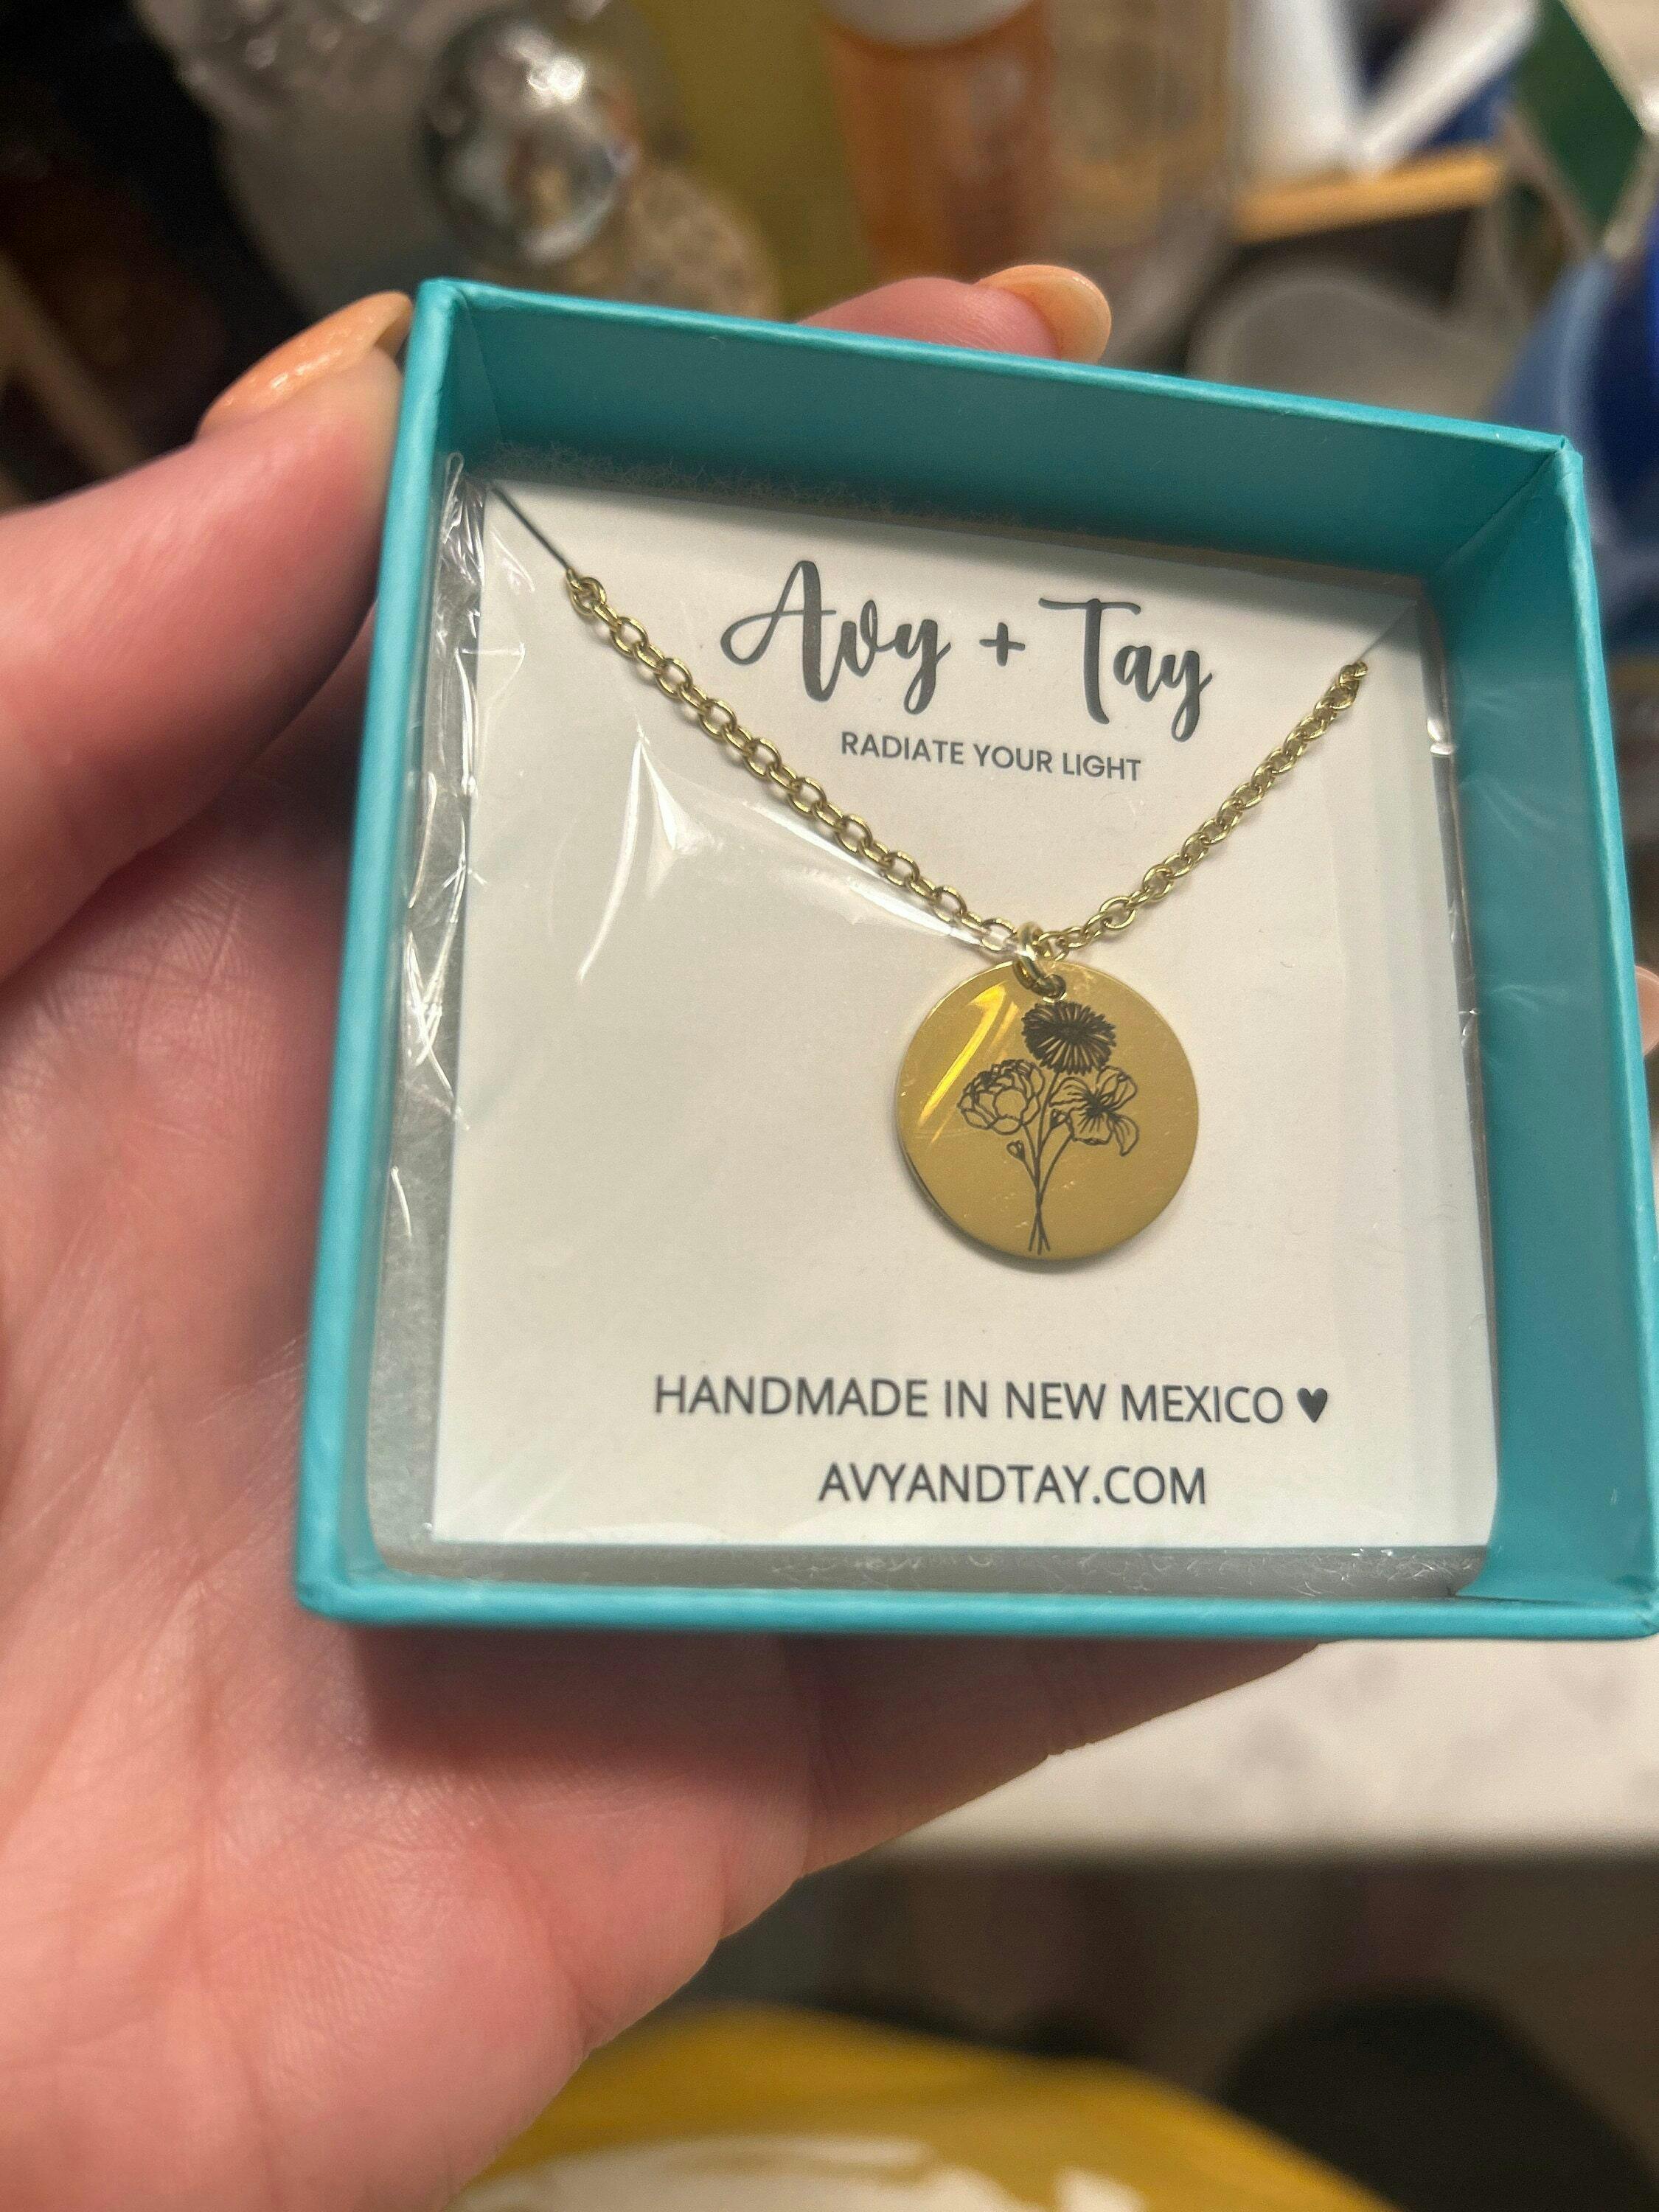 Avy + Tay
RADIATE YOUR LIGHT
HANDMADE IN NEW MEXICO ♥
AVYANDTAY.COM